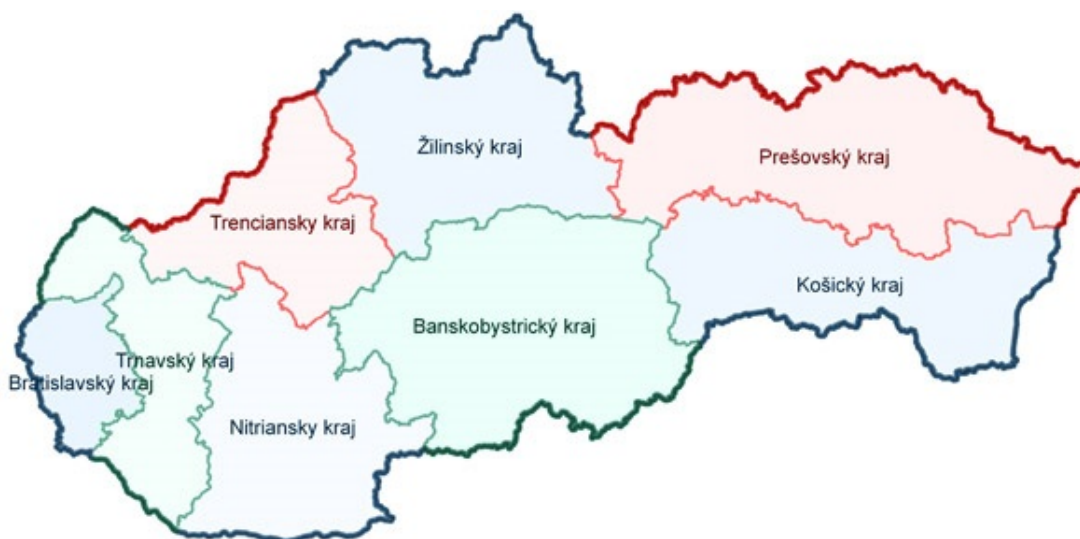 Žilinský kraj
Prešovský kraj
Trenciansky kraj
Košický kraj
Banskobystrický kraj
Trnavský kraj
Bratislavský kraj
Nitriansky kraj